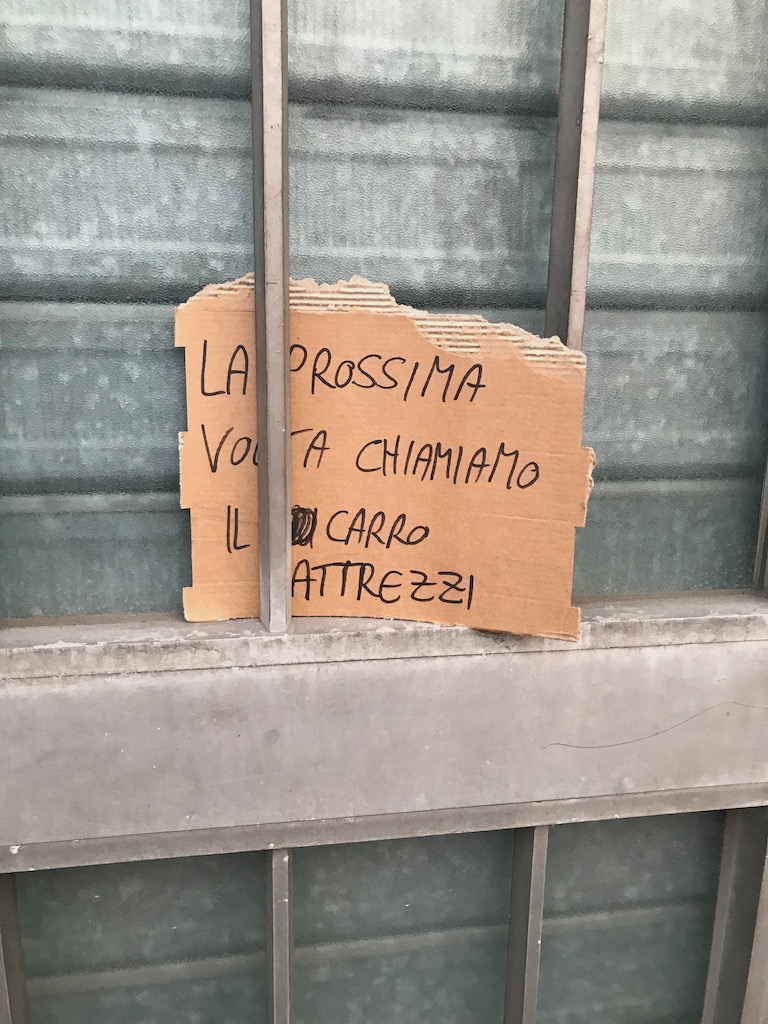 LA PROSSIMA
VOLTA CHIAMIAMO
IL CARRO
ATTREZZI